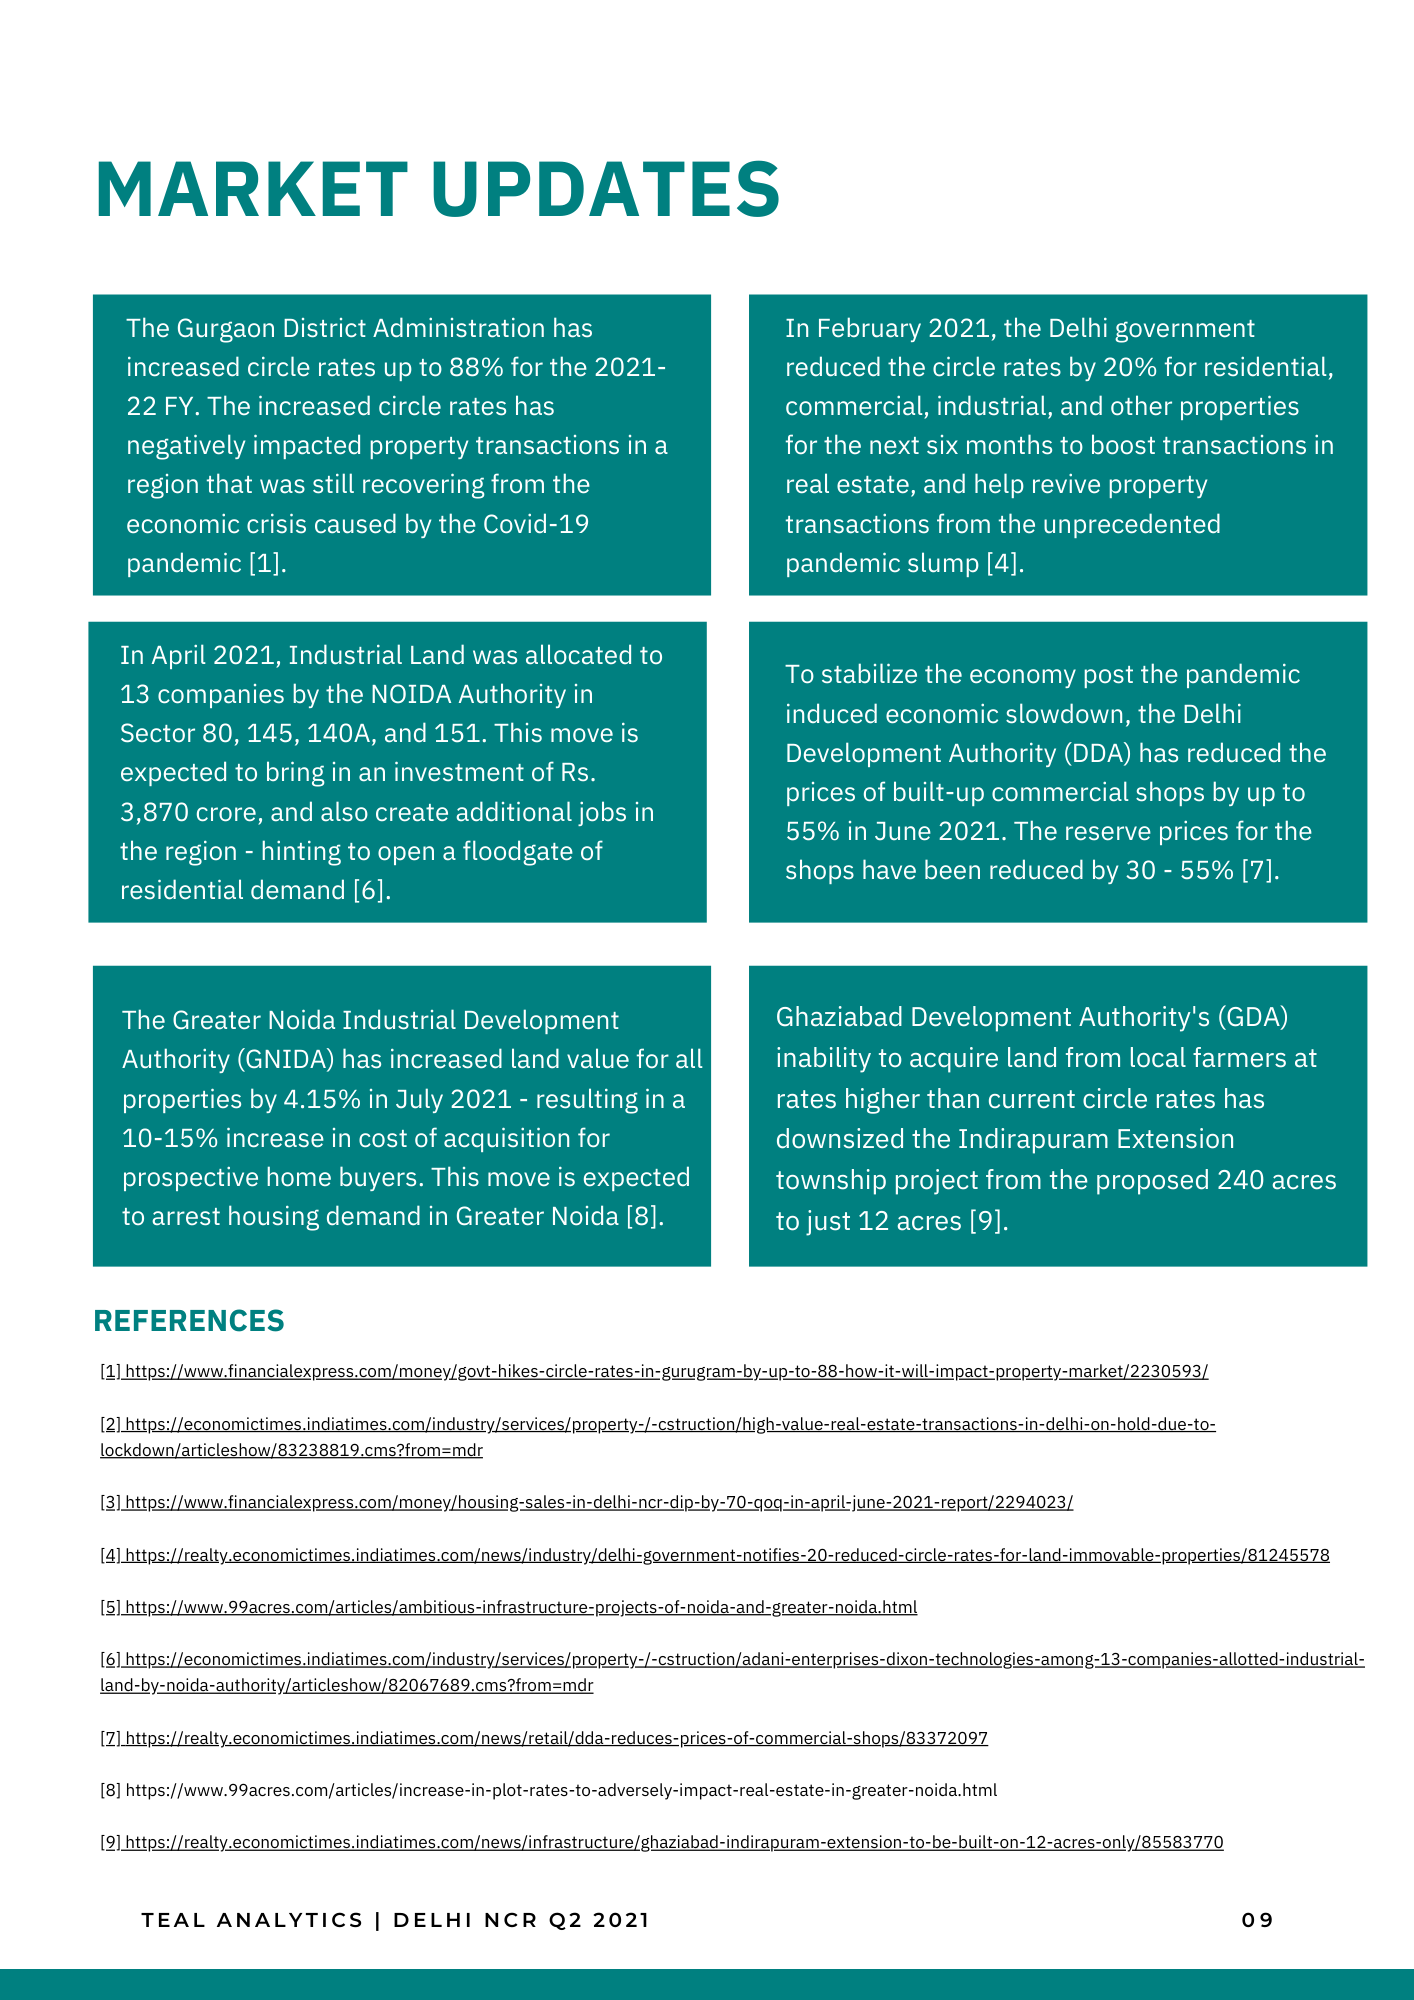 MARKET UPDATES
The Gurgaon District Administration has
increased circle rates up to 88% for the 2021-
22 FY. The increased circle rates has
negatively impacted property transactions in a
region that was still recovering from the
economic crisis caused by the Covid-19
pandemic [1].
In February 2021, the Delhi government
reduced the circle rates by 20% for residential,
commercial, industrial, and other properties
for the next six months to boost transactions in
real estate, and help revive property
transactions from the unprecedented
pandemic slump [4].
In April 2021, Industrial Land was allocated to
13 companies by the NOIDA Authority in
Sector 80, 145, 140A, and 151. This move is
expected to bring in an investment of Rs.
3,870 crore, and also create additional jobs in
the region - hinting to open a floodgate of
residential demand [6].
To stabilize the economy post the pandemic
induced economic slowdown, the Delhi
Development Authority (DDA) has reduced the
prices of built-up commercial shops by up to
55% in June 2021. The reserve prices for the
shops have been reduced by 30 - 55% [7].
The Greater Noida Industrial Development
Authority (GNIDA) has increased land value for all
properties by 4.15% in July 2021 - resulting in a
10-15% increase in cost of acquisition for
prospective home buyers. This move is expected
to arrest housing demand in Greater Noida [8].
Ghaziabad Development Authority's (GDA)
inability to acquire land from local farmers at
rates higher than current circle rates has
downsized the Indirapuram Extension
township project from the proposed 240 acres
to just 12 acres [9].
REFERENCES
[1] https://www.financialexpress.com/money/govt-hikes-circle-rates-in-gurugram-by-up-to-88-how-it-will-impact-property-market/2230593/
[2] https://economictimes.indiatimes.com/industry/services/property-/-cstruction/high-value-real-estate-transactions-in-delhi-on-hold-due-to-
lockdown/articleshow/83238819.cms?from=mdr
[3] https://www.financialexpress.com/money/housing-sales-in-delhi-ncr-dip-by-70-qoq-in-april-june-2021-report/2294023/
[4] https://realty.economictimes.indiatimes.com/news/industry/delhi-government-notifies-20-reduced-circle-rates-for-land-immovable-properties/81245578
[5] https://www.99acres.com/articles/ambitious-infrastructure-projects-of-noida-and-greater-noida.html
[6] https://economictimes.indiatimes.com/industry/services/property-/-cstruction/adani-enterprises-dixon-technologies-among-13-companies-allotted-industrial-
land-by-noida-authority/articleshow/82067689.cms?from=mdr
[7] https://realty.economictimes.indiatimes.com/news/retail/dda-reduces-prices-of-commercial-shops/83372097
[8] https://www.99acres.com/articles/increase-in-plot-rates-to-adversely-impact-real-estate-in-greater-noida.html
[9] https://realty.economictimes.indiatimes.com/news/infrastructure/ghaziabad-indirapuram-extension-to-be-built-on-12-acres-only/85583770
TEAL ANALYTICS | DELHI NCR Q2 2021
09